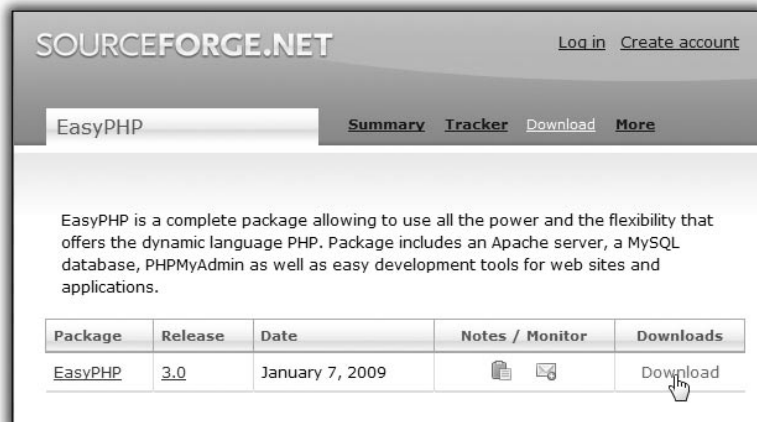 SOURCEFORGE.NET
Log in Create account
EasyPHP
Summary Tracker Download More
EasyPHP is a complete package allowing to use all the power and the flexibility that
offers the dynamic language PHP. Package includes an Apache server, a MySQL
database, PHPMyAdmin as well as easy development tools for web sites and
applications.
Package Release Date Notes / Monitor Downloads
EasyPHP 3.0 January 7, 2009 Download